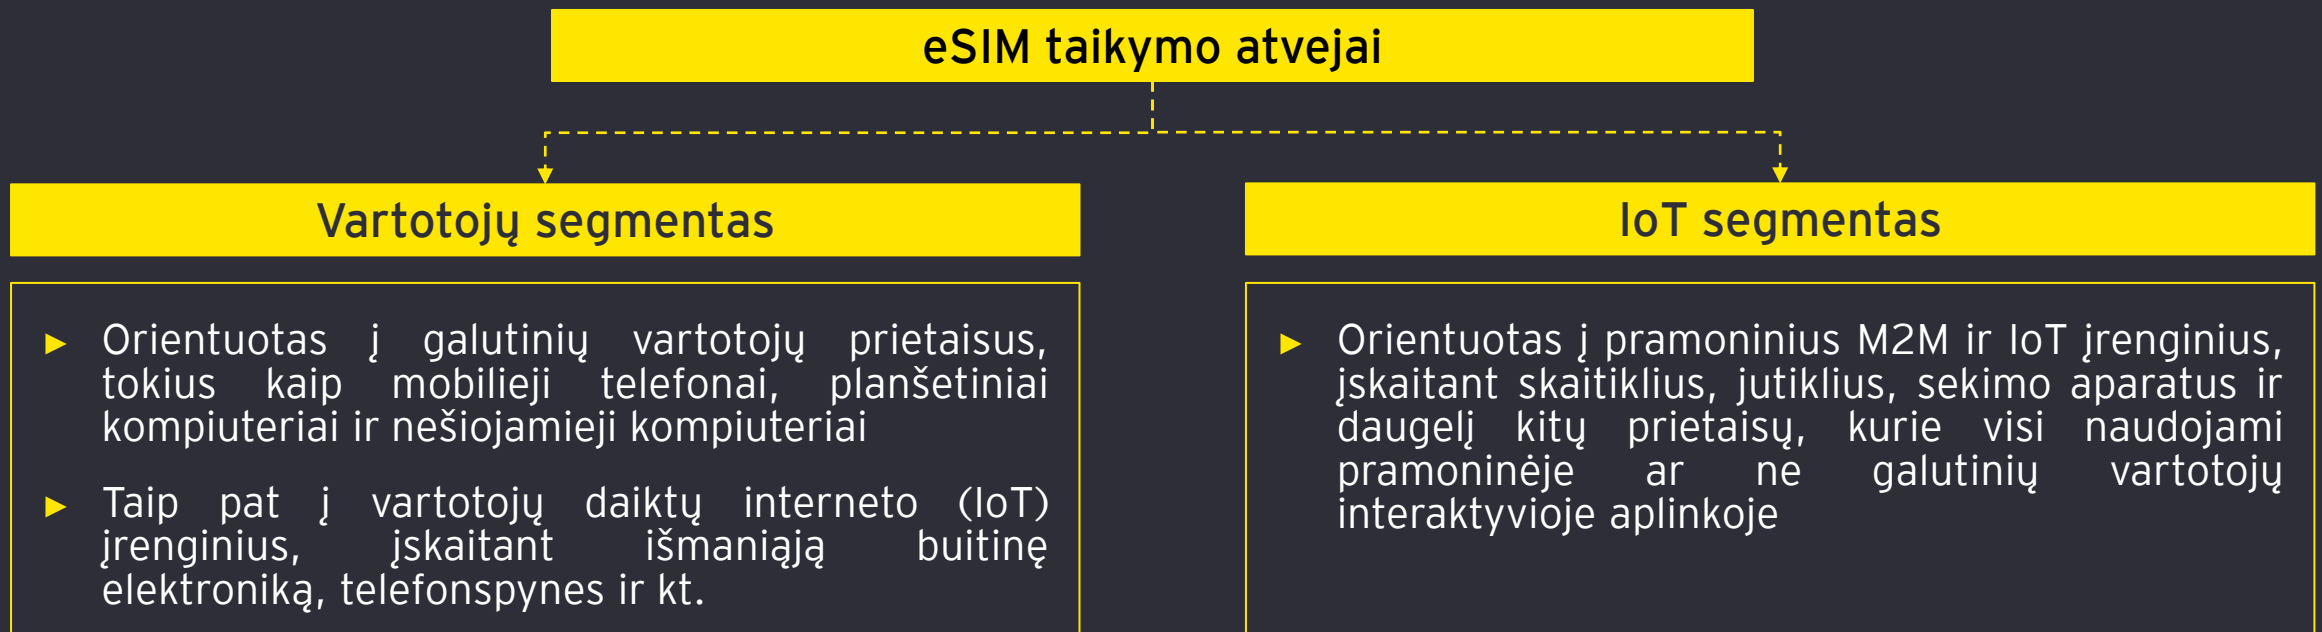 eSIM taikymo atvejai
Vartotojų segmentas
► Orientuotas į galutinių vartotojų prietaisus,
tokius kaip mobilieji telefonai, planšetiniai
kompiuteriai ir nešiojamieji kompiuteriai
► Taip pat į vartotojų daiktų interneto (IoT)
įrenginius, įskaitant išmaniąją buitinę
elektroniką, telefonspynes ir kt.
IoT segmentas
► Orientuotas į pramoninius M2M ir IoT įrenginius,
įskaitant skaitiklius, jutiklius, sekimo aparatus ir
daugelį kitų prietaisų, kurie visi naudojami
pramoninėje ar ne galutinių vartotojų
interaktyvioje aplinkoje